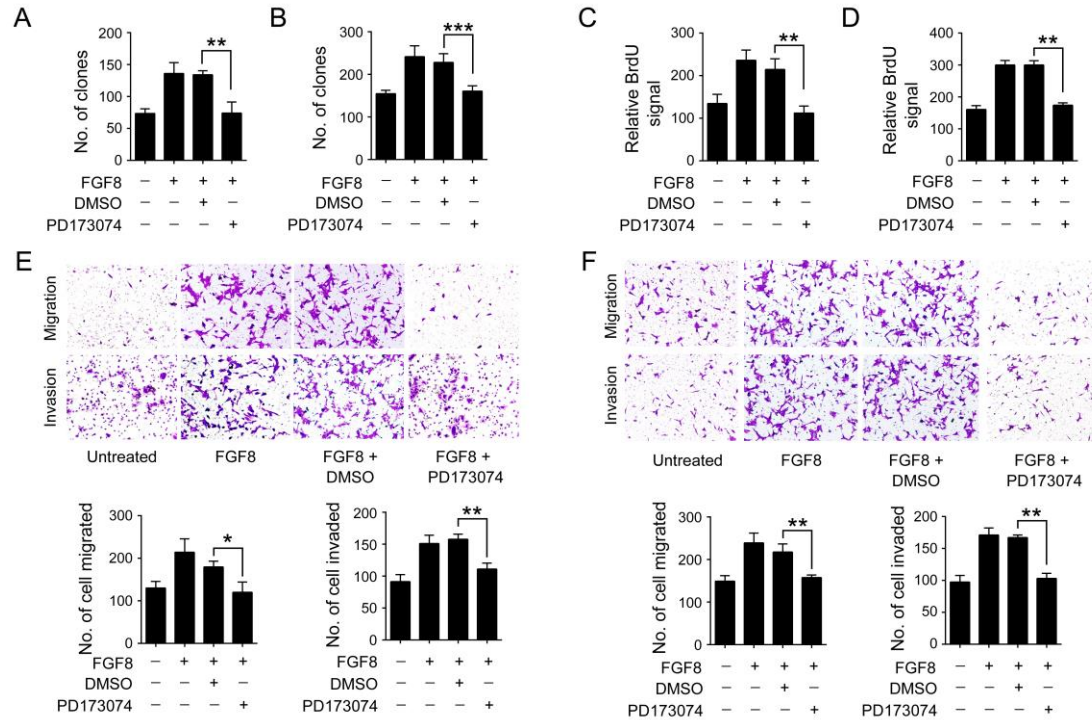 A
No. of clones
200
150
100
50
0
**
FGF8 − + + +
DMSO − − + −
PD173074 − − − +
B
No. of clones
300
200
100
0
***
FGF8 − + + +
DMSO − − + −
PD173074 − − − +
C
Relative BrdU signal
300
200
100
0
**
FGF8 − + + +
DMSO − − + −
PD173074 − − − +
D
Relative BrdU signal
400
300
200
100
0
**
FGF8 − + + +
DMSO − − + −
PD173074 − − − +
E
Migration
Invasion
Untreated
FGF8
FGF8 +
DMSO
FGF8 +
PD173074
No. of cell migrated
300
200
100
0
*
FGF8 − + + +
DMSO − − + −
PD173074 − − − +
No. of cell invaded
200
150
100
50
0
**
FGF8 − + + +
DMSO − − + −
PD173074 − − − +
F
Migration
Invasion
Untreated
FGF8
FGF8 +
DMSO
FGF8 +
PD173074
No. of cell migrated
300
200
100
0
**
FGF8 − + + +
DMSO − − + −
PD173074 − − − +
No. of cell invaded
200
150
100
50
0
**
FGF8 − + + +
DMSO − − + −
PD173074 − − − +